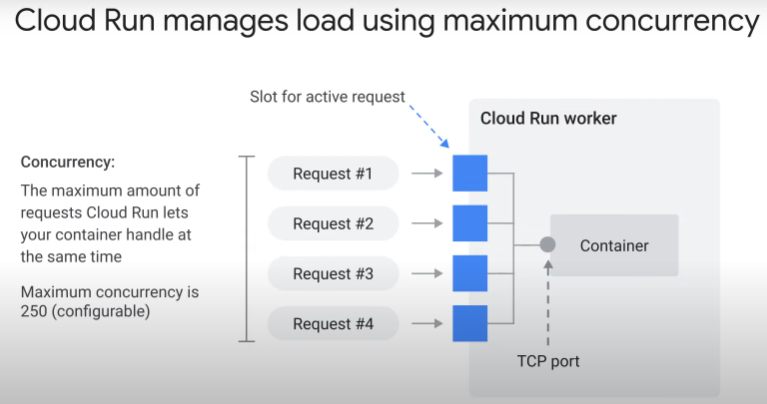 Cloud Run manages load using maximum concurrency
Slot for active request
Cloud Run worker
Concurrency:
The maximum amount of
requests Cloud Run lets
your container handle at
the same time
Maximum concurrency is
250 (configurable)
Request #1
Request #2
Request #3
Request #4
Container
TCP port